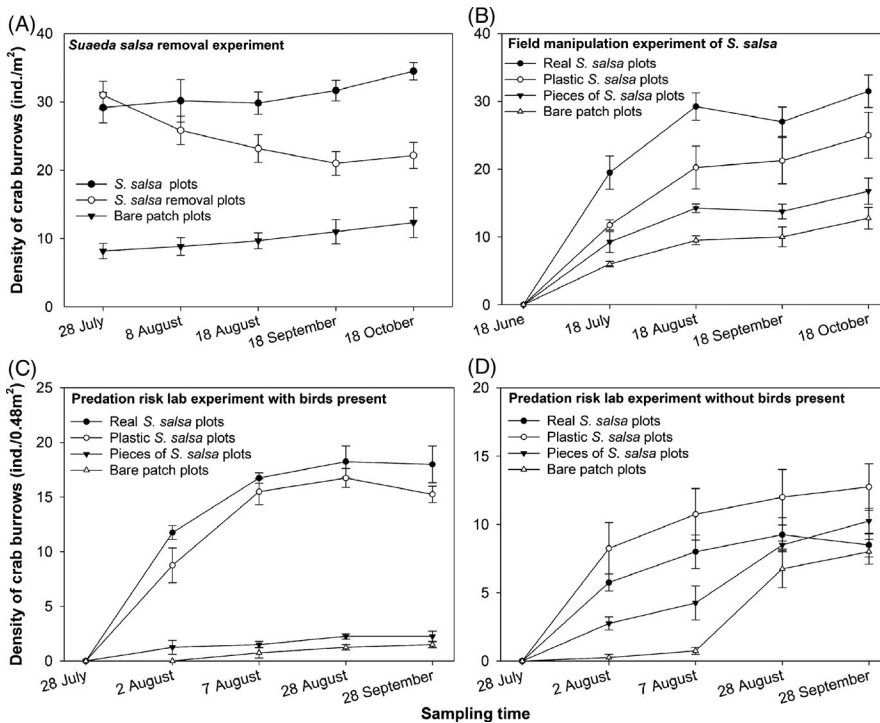 (A)
Suaeda salsa removal experiment
Density of crab burrows (ind./m²)
40
30
20
10
0
S. salsa plots
S. salsa removal plots
Bare patch plots
28 July
8 August
18 August
18 September
18 October
(B)
Field manipulation experiment of S. salsa
Real S. salsa plots
Plastic S. salsa plots
Pieces of S. salsa plots
Bare patch plots
40
30
20
10
0
18 June
18 July
18 August
18 September
18 October
(C)
Predation risk lab experiment with birds present
Density of crab burrows (ind./0.48m²)
Real S. salsa plots
Plastic S. salsa plots
Pieces of S. salsa plots
Bare patch plots
25
20
15
10
5
0
28 July
2 August
7 August
28 August
28 September
(D)
Predation risk lab experiment without birds present
Real S. salsa plots
Plastic S. salsa plots
Pieces of S. salsa plots
Bare patch plots
20
15
10
5
0
28 July
2 August
7 August
28 August
28 September
Sampling time